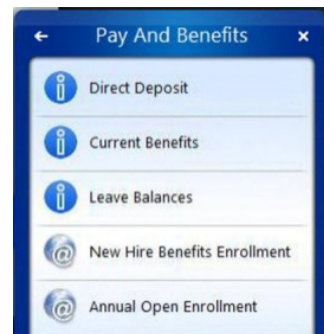 Pay And Benefits
Direct Deposit
Current Benefits
Leave Balances
New Hire Benefits Enrollment
Annual Open Enrollment